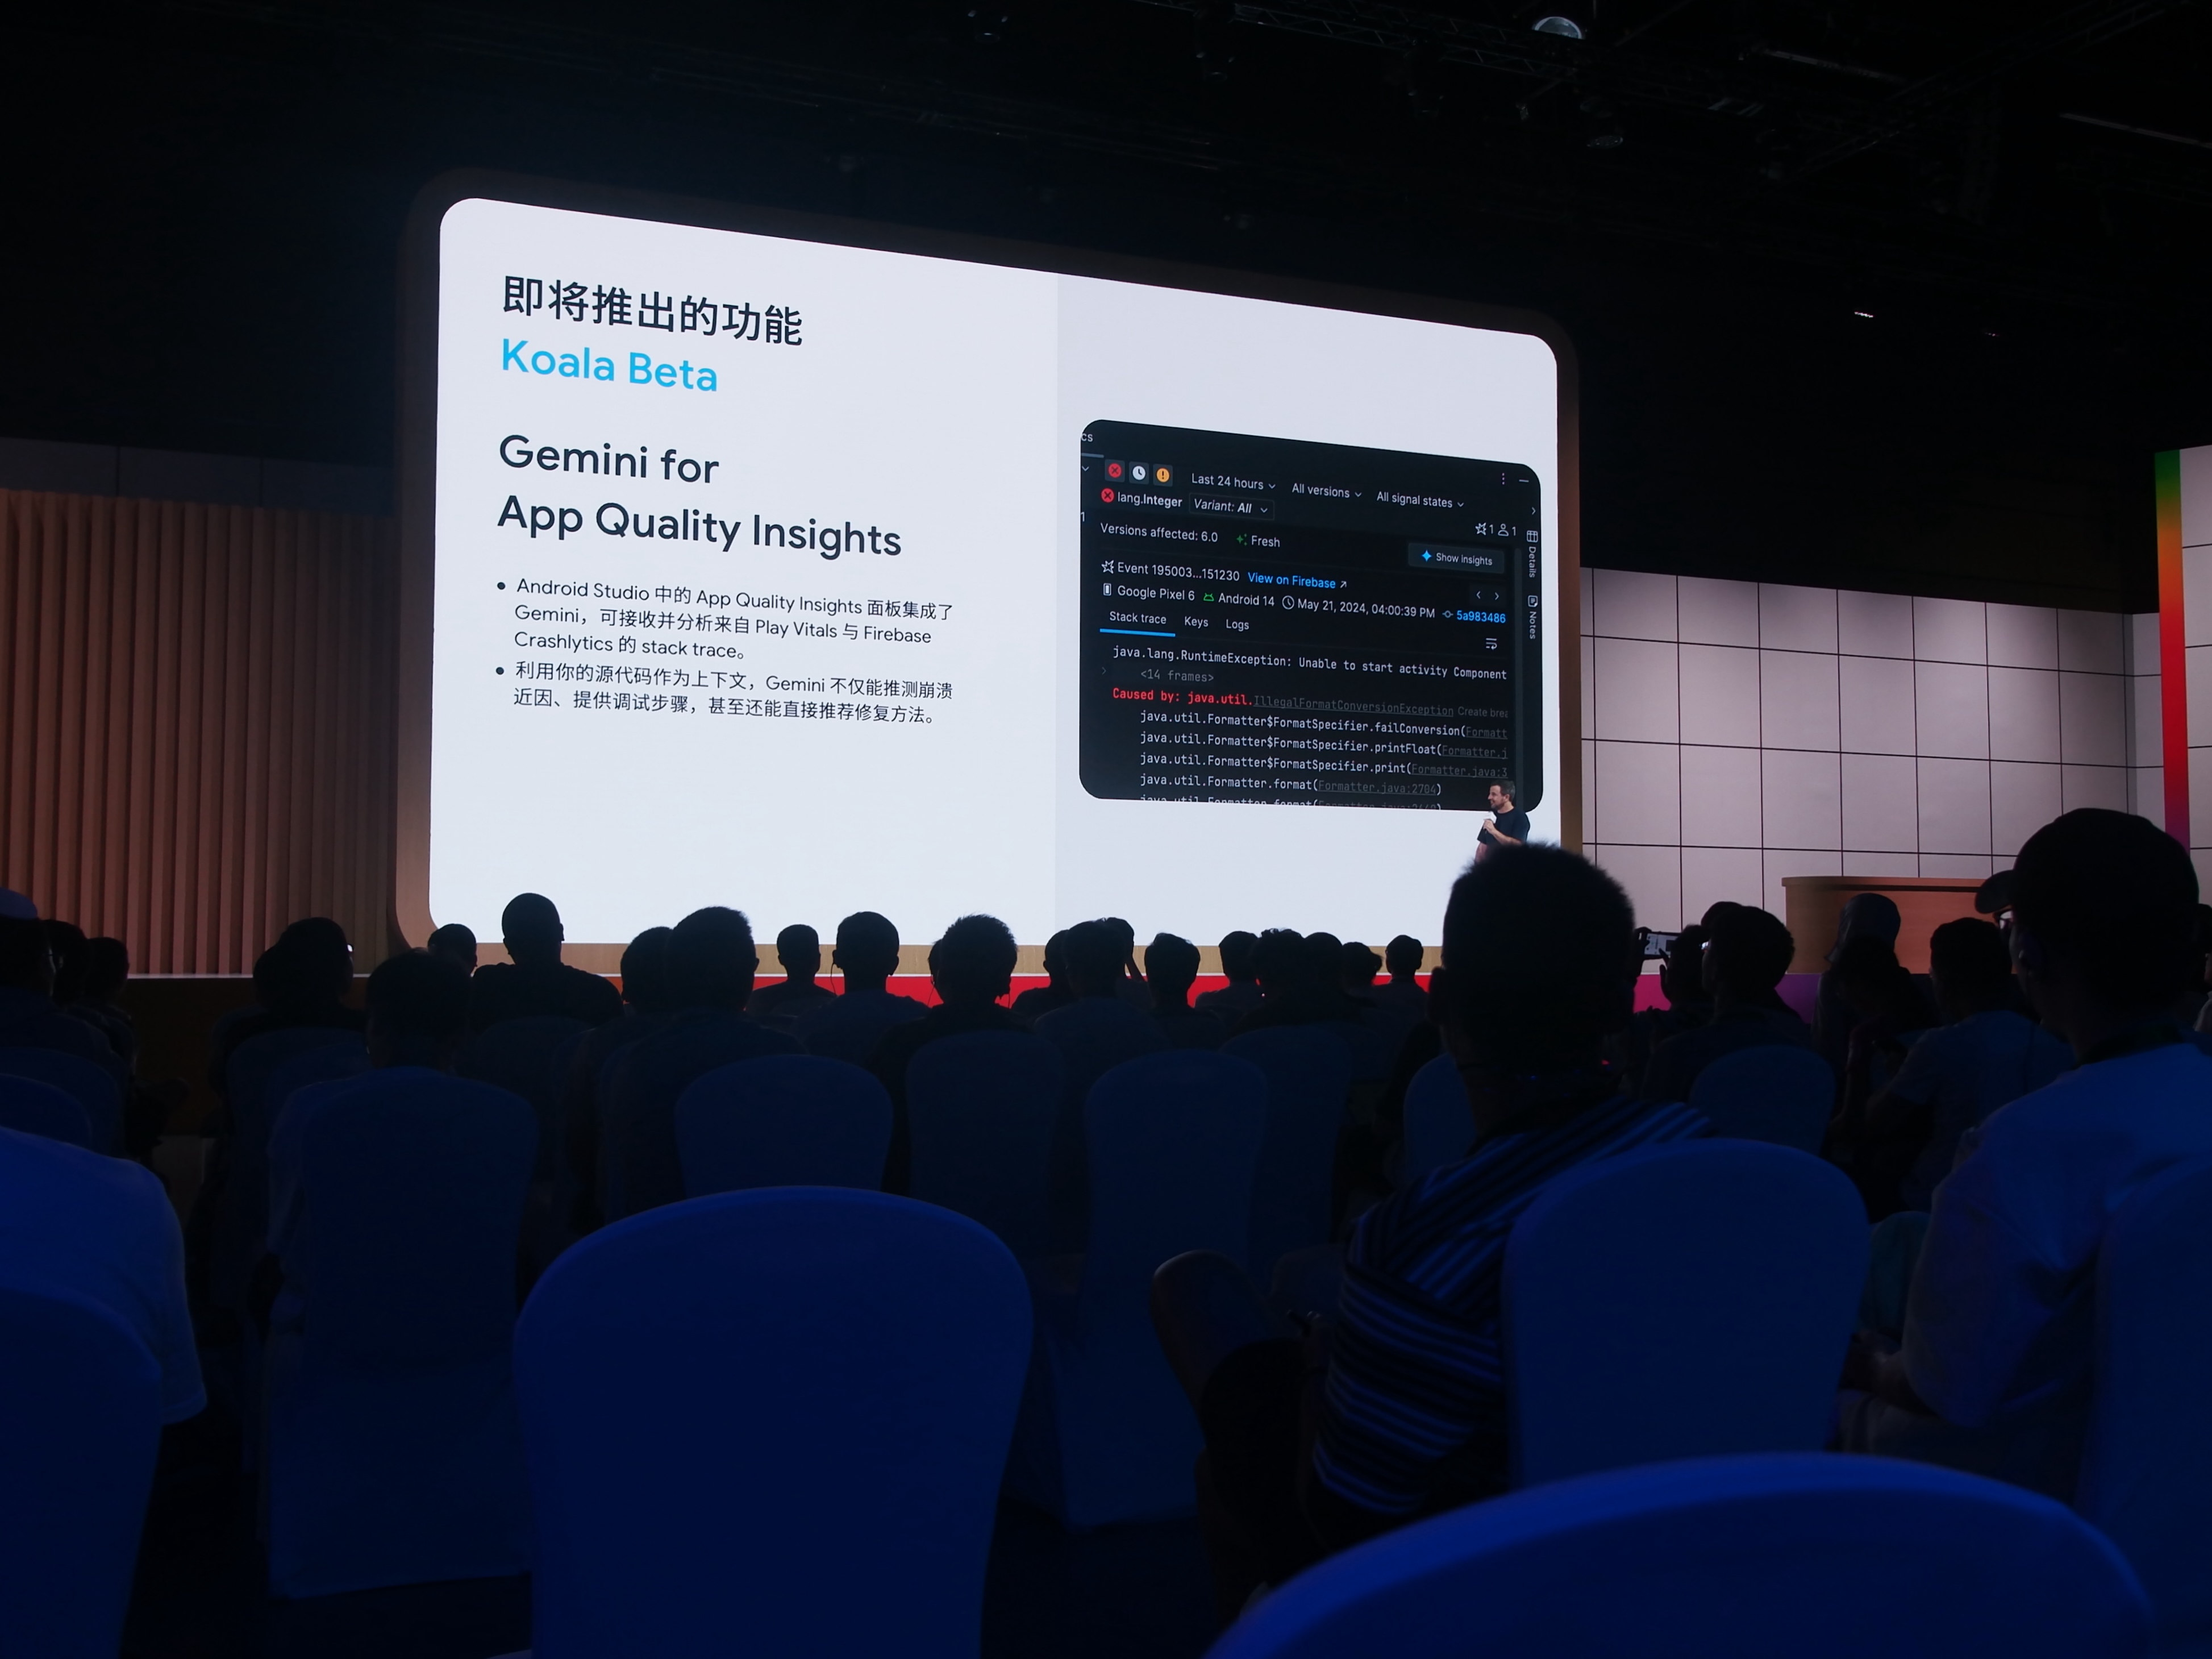 即将推出的功能
Koala Beta
Gemini for
App Quality Insights
• Android Studio 中的 App Quality Insights 面板集成了
Gemini，可接收并分析来自 Play Vitals 与 Firebase
Crashlytics 的 stack trace。
• 利用你的源代码作为上下文，Gemini 不仅能推测崩溃
近因、提供调试步骤，甚至还能直接推荐修复方法。
cs
Last 24 hours All versions All signal states
lang.Integer Variant: All
1 1
1
Versions affected: 6.0 Fresh
Show insights
Event 195003...151230 View on Firebase ↗
Google Pixel 6 Android 14 May 21, 2024, 04:00:39 PM 5a983486
Stack trace Keys Logs
java.lang.RuntimeException: Unable to start activity Component
<14 frames>
Caused by: java.util.IllegalFormatConversionException Create brea
java.util.Formatter$FormatSpecifier.failConversion(Formatt
java.util.Formatter$FormatSpecifier.printFloat(Formatter.j
java.util.Formatter$FormatSpecifier.print(Formatter.java:3
java.util.Formatter.format(Formatter.java:2704)
Details
Notes